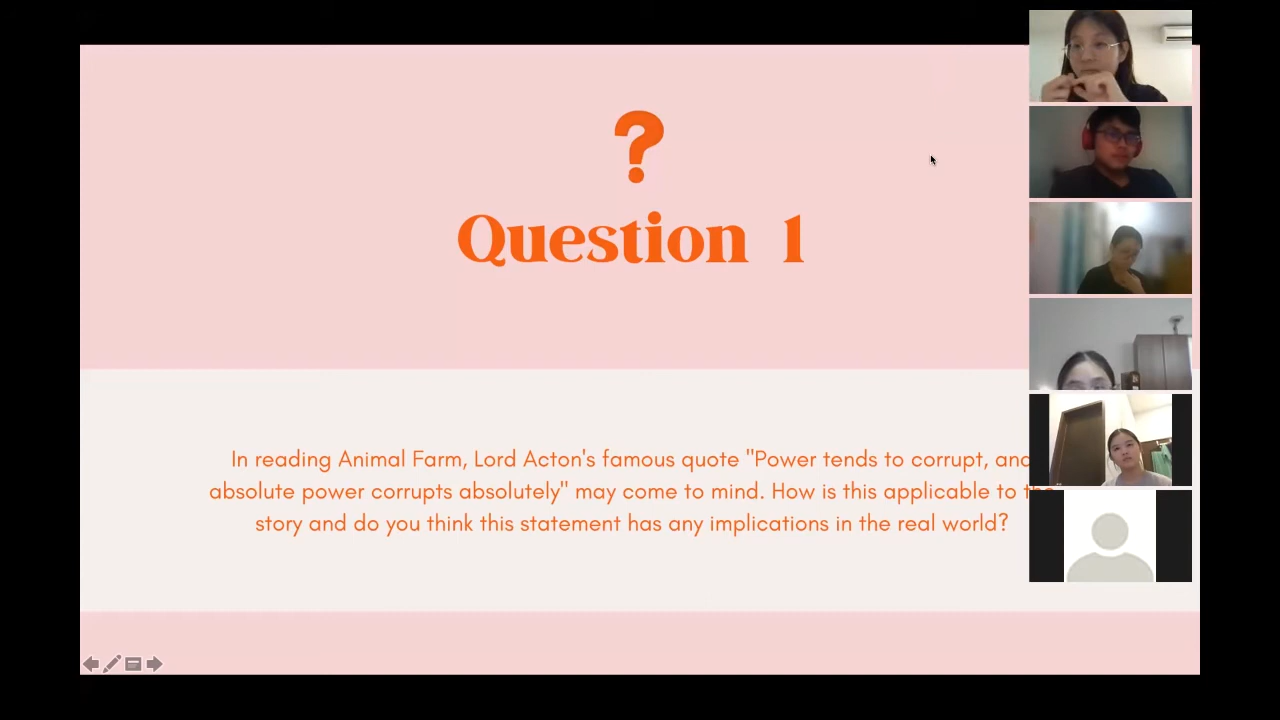 ?
Question 1
In reading Animal Farm, Lord Acton's famous quote "Power tends to corrupt, and
absolute power corrupts absolutely" may come to mind. How is this applicable to the
story and do you think this statement has any implications in the real world?